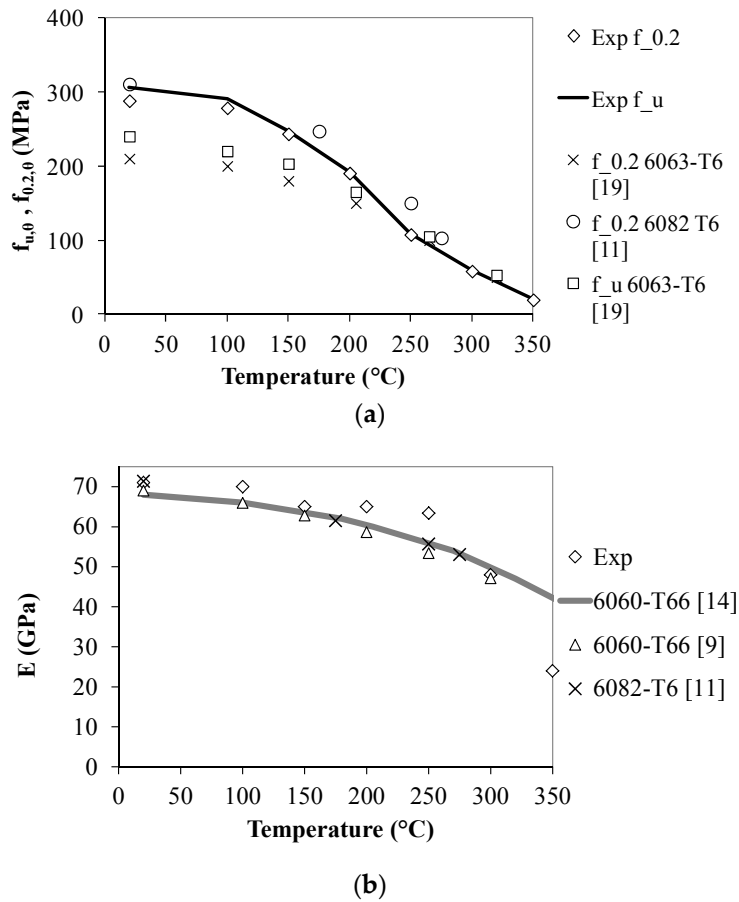 400
300
200
100
0
f_u,θ , f_0.2,θ (MPa)
0 50 100 150 200 250 300 350
Temperature (°C)
Exp f_0.2
Exp f_u
f_0.2 6063-T6
[19]
f_0.2 6082 T6
[11]
f_u 6063-T6
[19]
(a)
70
60
50
40
30
20
10
0
E (GPa)
0 50 100 150 200 250 300 350
Temperature (°C)
Exp
6060-T66 [14]
6060-T66 [9]
6082-T6 [11]
(b)